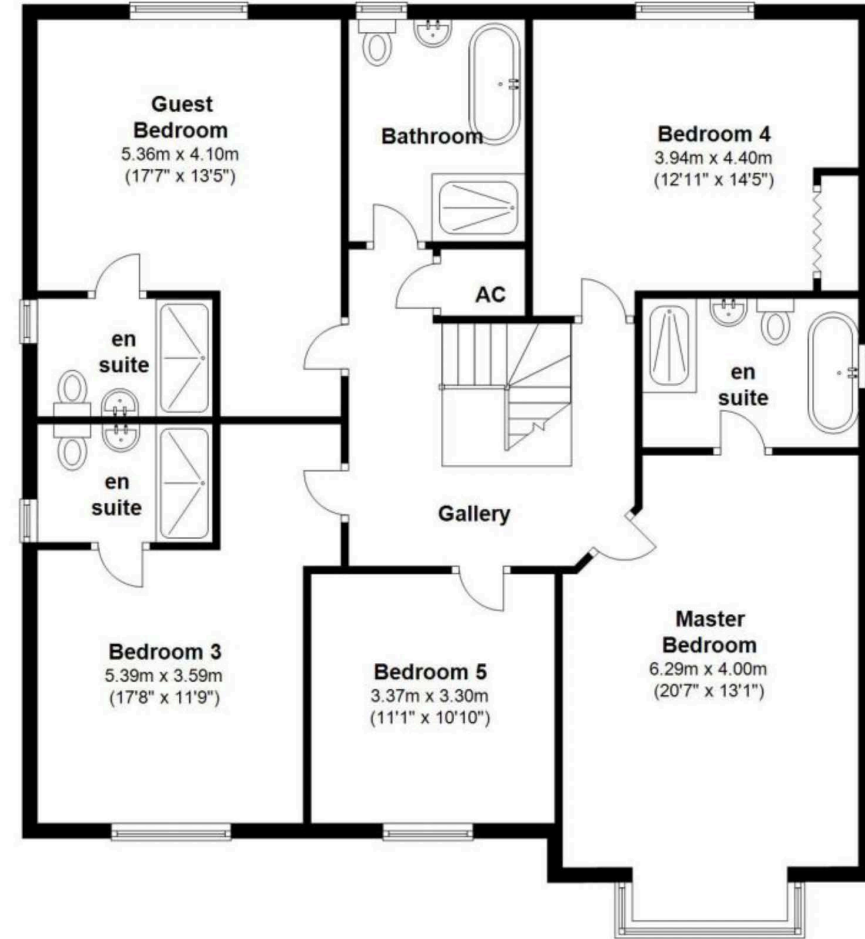 Guest
Bedroom
5.36m x 4.10m
(17'7" x 13'5")
Bathroom
Bedroom 4
3.94m x 4.40m
(12'11" x 14'5")
AC
en
suite
en
suite
en
suite
Gallery
Bedroom 3
5.39m x 3.59m
(17'8" x 11'9")
Bedroom 5
3.37m x 3.30m
(11'1" x 10'10")
Master
Bedroom
6.29m x 4.00m
(20'7" x 13'1")